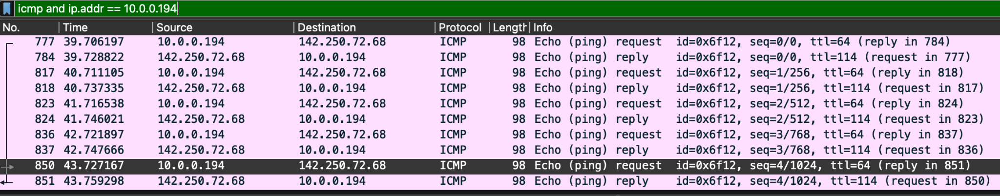 icmp and ip.addr == 10.0.0.194
No. Time Source Destination Protocol Length Info
777 39.706197 10.0.0.194 142.250.72.68 ICMP 98 Echo (ping) request id=0x6f12, seq=0/0, ttl=64 (reply in 784)
784 39.728822 142.250.72.68 10.0.0.194 ICMP 98 Echo (ping) reply id=0x6f12, seq=0/0, ttl=114 (request in 777)
817 40.711105 10.0.0.194 142.250.72.68 ICMP 98 Echo (ping) request id=0x6f12, seq=1/256, ttl=64 (reply in 818)
818 40.737335 142.250.72.68 10.0.0.194 ICMP 98 Echo (ping) reply id=0x6f12, seq=1/256, ttl=114 (request in 817)
823 41.716538 10.0.0.194 142.250.72.68 ICMP 98 Echo (ping) request id=0x6f12, seq=2/512, ttl=64 (reply in 824)
824 41.746021 142.250.72.68 10.0.0.194 ICMP 98 Echo (ping) reply id=0x6f12, seq=2/512, ttl=114 (request in 823)
836 42.721897 10.0.0.194 142.250.72.68 ICMP 98 Echo (ping) request id=0x6f12, seq=3/768, ttl=64 (reply in 837)
837 42.747666 142.250.72.68 10.0.0.194 ICMP 98 Echo (ping) reply id=0x6f12, seq=3/768, ttl=114 (request in 836)
850 43.727167 10.0.0.194 142.250.72.68 ICMP 98 Echo (ping) request id=0x6f12, seq=4/1024, ttl=64 (reply in 851)
851 43.759298 142.250.72.68 10.0.0.194 ICMP 98 Echo (ping) reply id=0x6f12, seq=4/1024, ttl=114 (request in 850)